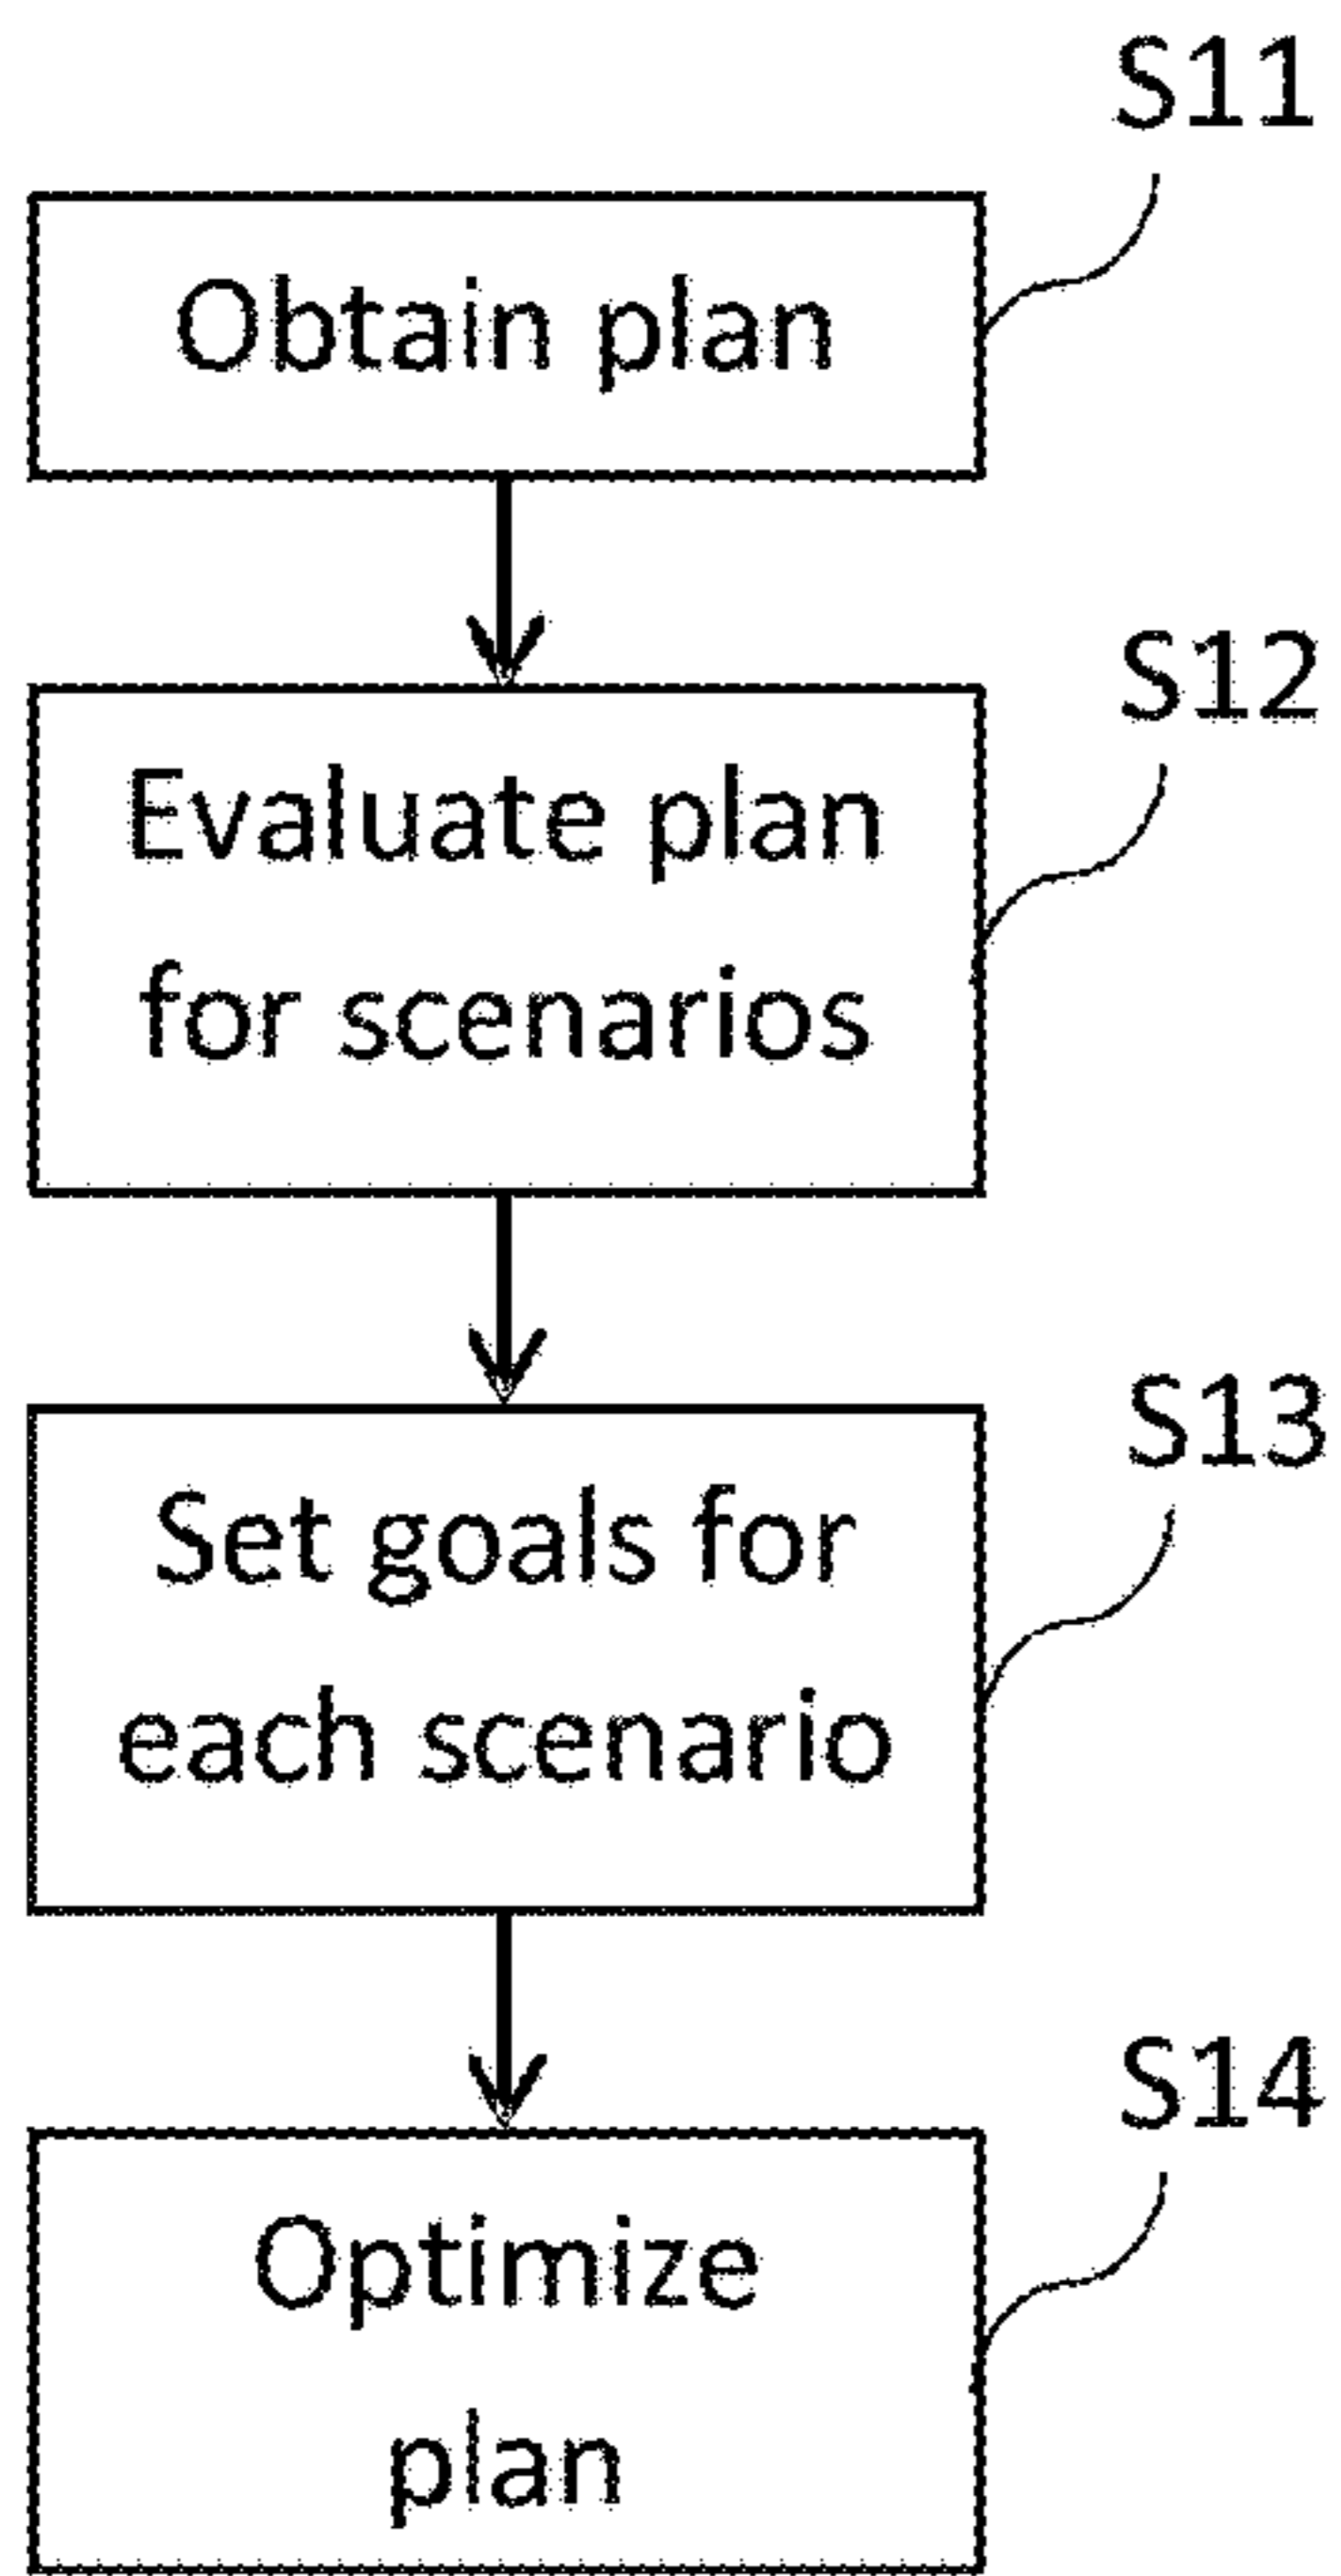 S11
Obtain plan
S12
Evaluate plan
for scenarios
S13
Set goals for
each scenario
S14
Optimize
plan